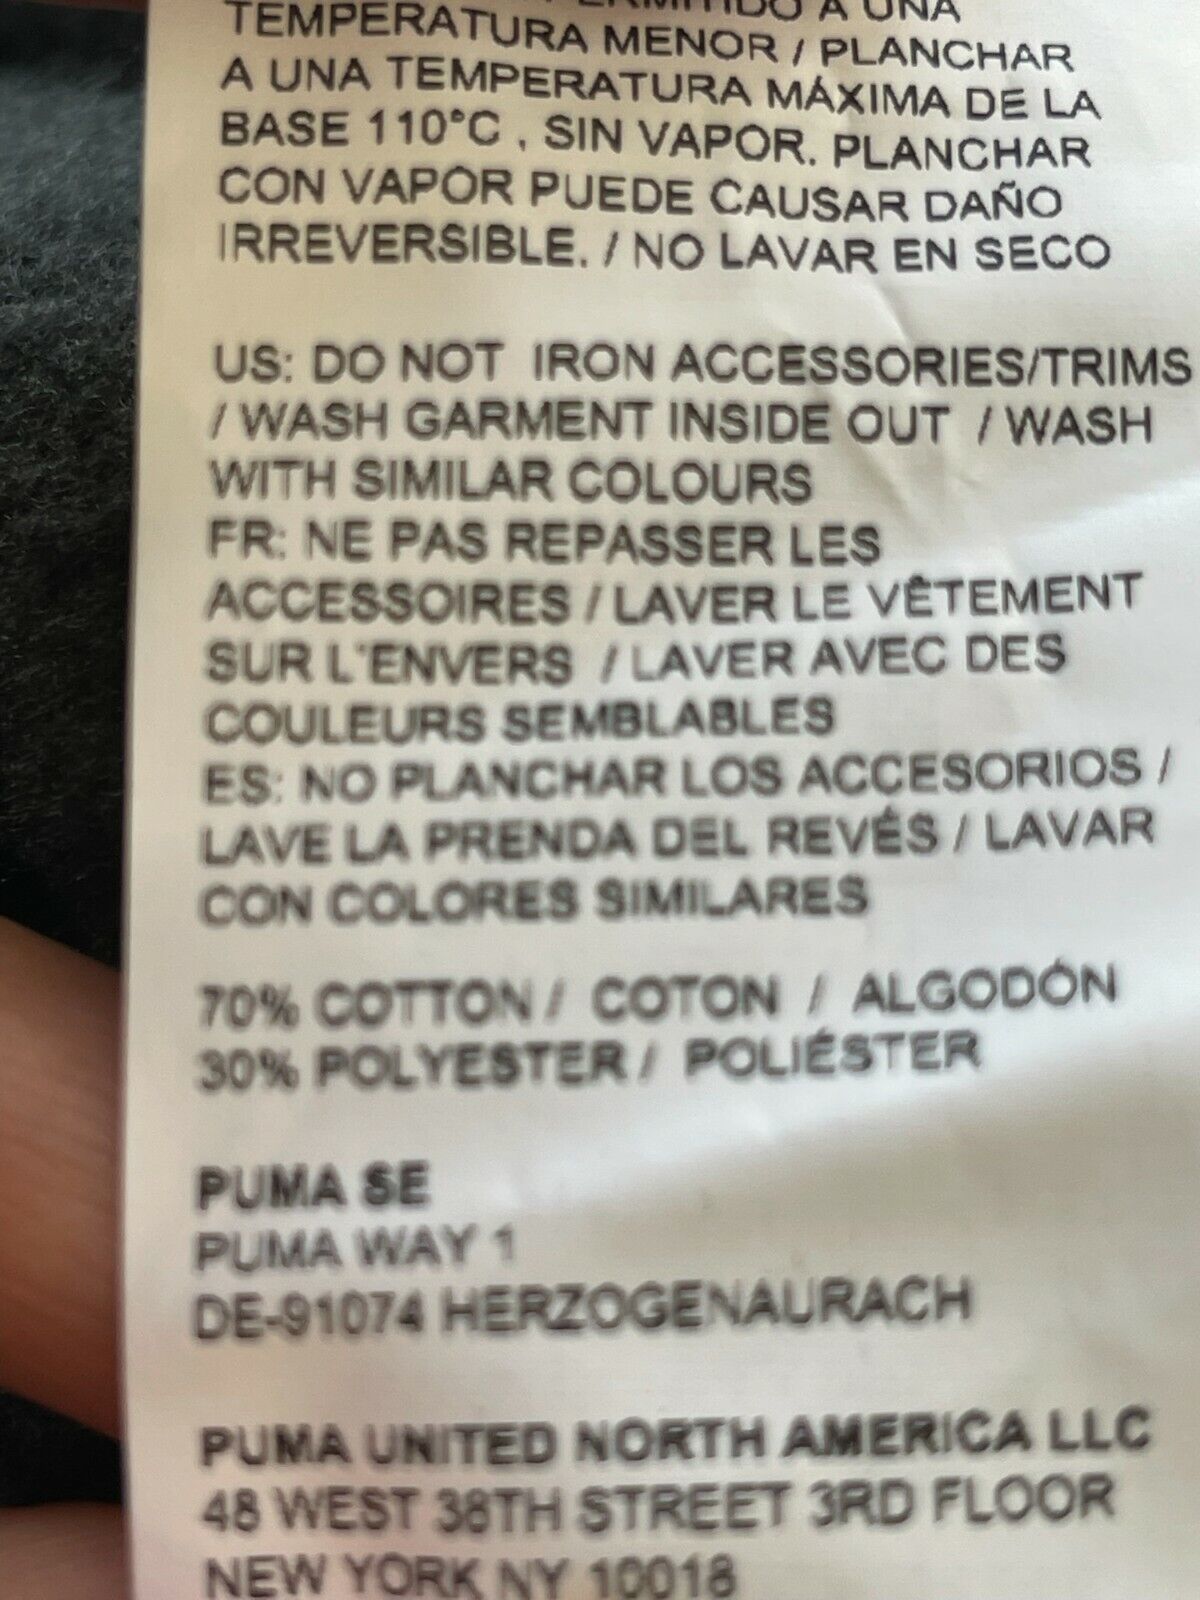 A UNA
TEMPERATURA MENOR / PLANCHAR
A UNA TEMPERATURA MÁXIMA DE LA
BASE 110°C , SIN VAPOR. PLANCHAR
CON VAPOR PUEDE CAUSAR DAÑO
IRREVERSIBLE. / NO LAVAR EN SECO
US: DO NOT IRON ACCESSORIES/TRIMS
/ WASH GARMENT INSIDE OUT / WASH
WITH SIMILAR COLOURS
FR: NE PAS REPASSER LES
ACCESSOIRES / LAVER LE VÊTEMENT
SUR L'ENVERS / LAVER AVEC DES
COULEURS SEMBLABLES
ES: NO PLANCHAR LOS ACCESORIOS /
LAVE LA PRENDA DEL REVÉS / LAVAR
CON COLORES SIMILARES
70% COTTON / COTON / ALGODÓN
30% POLYESTER / POLIÉSTER
PUMA SE
PUMA WAY 1
DE-91074 HERZOGENAURACH
PUMA UNITED NORTH AMERICA LLC
48 WEST 38TH STREET 3RD FLOOR
NEW YORK NY 10018